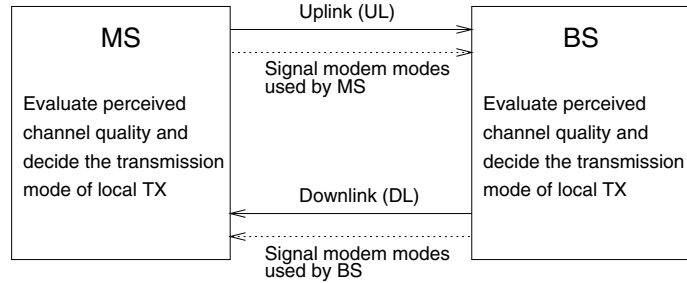 MS
Evaluate perceived
channel quality and
decide the transmission
mode of local TX
Uplink (UL)
Signal modem modes
used by MS
Downlink (DL)
Signal modem modes
used by BS
BS
Evaluate perceived
channel quality and
decide the transmission
mode of local TX